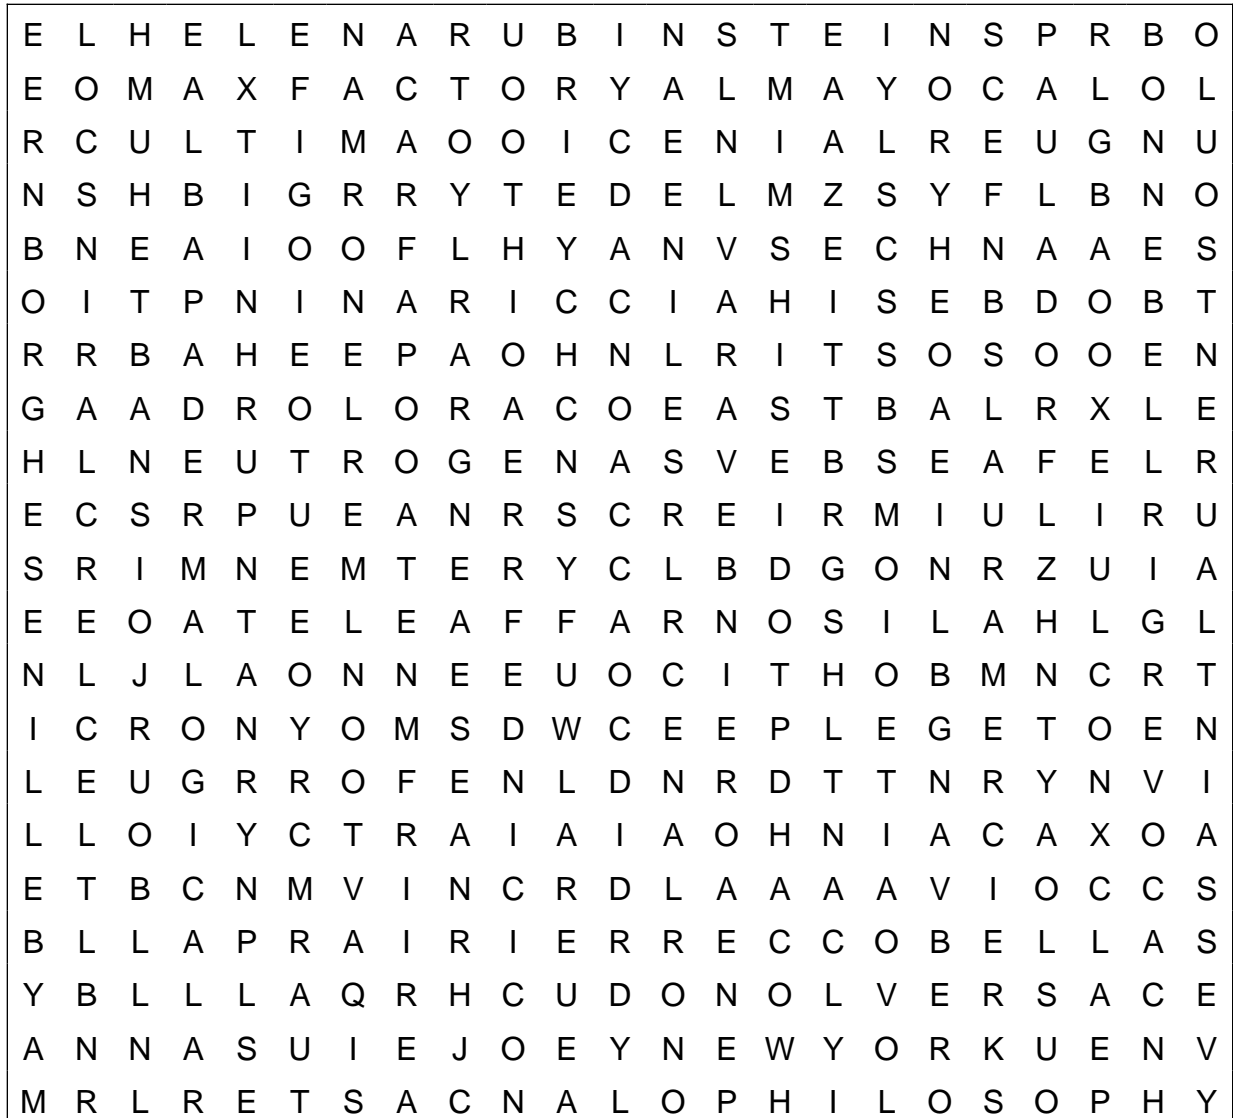 E L H E L E N A R U B I N S T E I N S P R B O
E O M A X F A C T O R Y A L M A Y O C A L O L
R C U L T I M A O O I C E N I A L R E U G N U
N S H B I G R R Y T E D E L M Z S Y F L B N O
B N E A I O O F L H Y A N V S E C H N A A E S
O I T P N I N A R I C C I A H I S E B D O B T
R R B A H E E P A O H N L R I T S O S O O E N
G A A D R O L O R A C O E A S T B A L R X L E
H L N E U T R O G E N A S V E B S E A F E L R
E C S R P U E A N R S C R E I R M I U L I R U
S R I M N E M T E R Y C L B D G O N R Z U I A
E E O A T E L E A F F A R N O S I L A H L G L
N L J L A O N N E E U O C I T H O B M N C R T
I C R O N Y O M S D W C E E P L E G E T O E N
L E U G R R O F E N L D N R D T T N R Y N V I
L L O I Y C T R A I A I A O H N I A C A X O A
E T B C N M V I N C R D L A A A A V I O C C S
B L L A P R A I R I E R R E C C O B E L L A S
Y B L L L A Q R H C U D O N O L V E R S A C E
A N N A S U I E J O E Y N E W Y O R K U E N V
M R L R E T S A C N A L O P H I L O S O P H Y